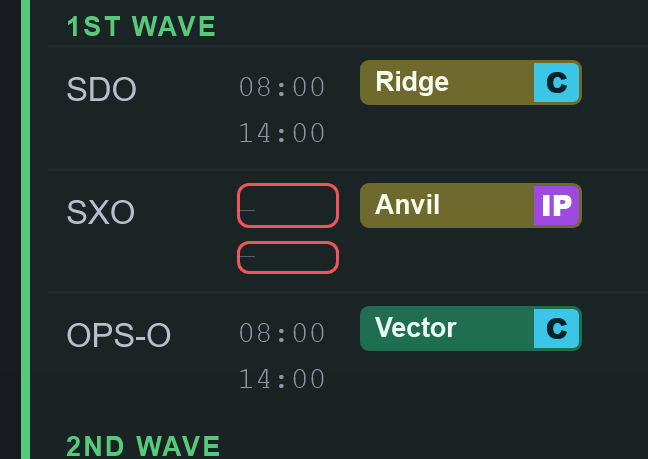 1ST WAVE
SDO 08:00 Ridge C
14:00
SXO — Anvil IP
—
OPS-O 08:00 Vector C
14:00
2ND WAVE